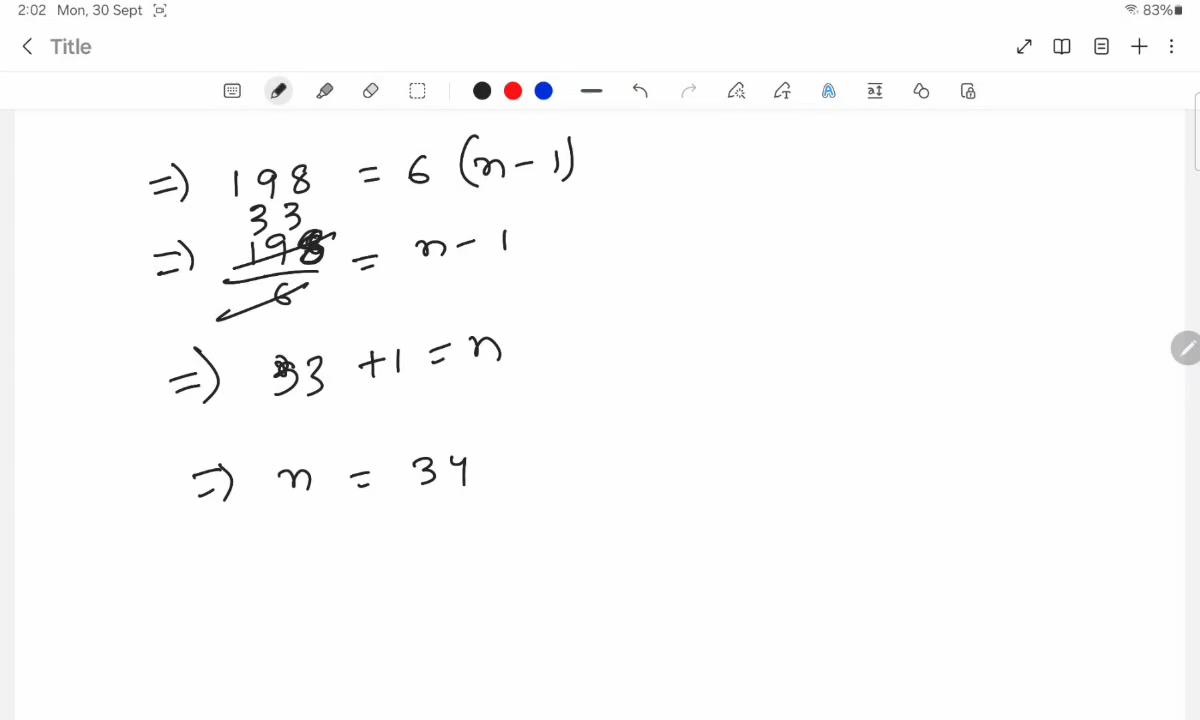 2:02 Mon, 30 Sept 83%
Title
=) 198 = 6 (n - 1)
33
=) 198/6 = n - 1
=) 33 + 1 = n
=) n = 34